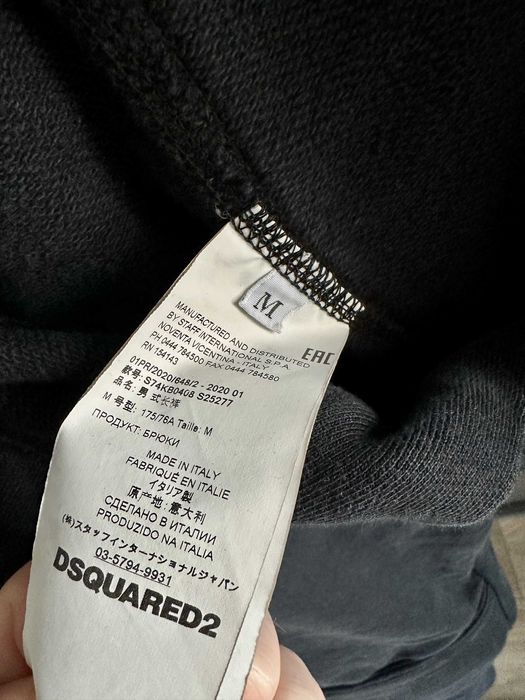 M
MANUFACTURED AND DISTRIBUTED
BY STAFF INTERNATIONAL S.P.A.
NOVENTA VICENTINA - ITALY
PH 0444 784500 FAX 0444 784580
RN 154143
EAC
01PR/2020/648/2 - 2020 01
款号: S74KB0408 S25277
品名: 男式长裤
M 号型: 175/76A Taille: M
ПРОДУКТ: БРЮКИ
MADE IN ITALY
FABRIQUÉ EN ITALIE
イタリア製
原产地: 意大利
СДЕЛАНО В ИТАЛИИ
PRODUZIDO NA ITALIA
(株)スタッフインターナショナルジャパン
03-5794-9931
DSQUARED2